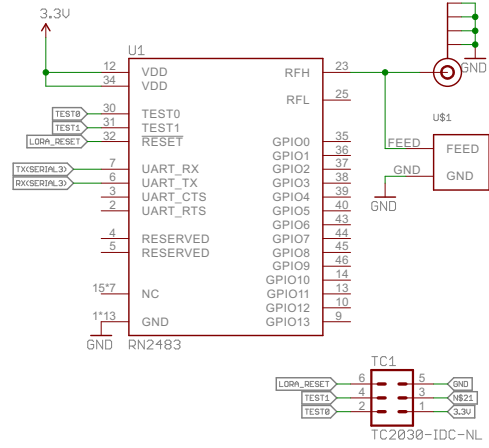 3.3V
U1
12 VDD
34 VDD
TEST0 30 TEST0
TEST1 31 TEST1
LORA_RESET 32 RESET
TX(SERIAL3) 7 UART_RX
RX(SERIAL3) 6 UART_TX
3 UART_CTS
2 UART_RTS
4 RESERVED
5 RESERVED
15*7 NC
1*13 GND
GND
RN2483
RFH 23
RFL 25
GPIO0 35
GPIO1 36
GPIO2 37
GPIO3 38
GPIO4 39
GPIO5 40
GPIO6 43
GPIO7 44
GPIO8 45
GPIO9 46
GPIO10 14
GPIO11 13
GPIO12 10
GPIO13 9
GND
U$1
FEED FEED
GND GND
GND
TC1
LORA_RESET 6 5 GND
TEST1 4 3 N$21
TEST0 2 1 3.3V
TC2030-IDC-NL